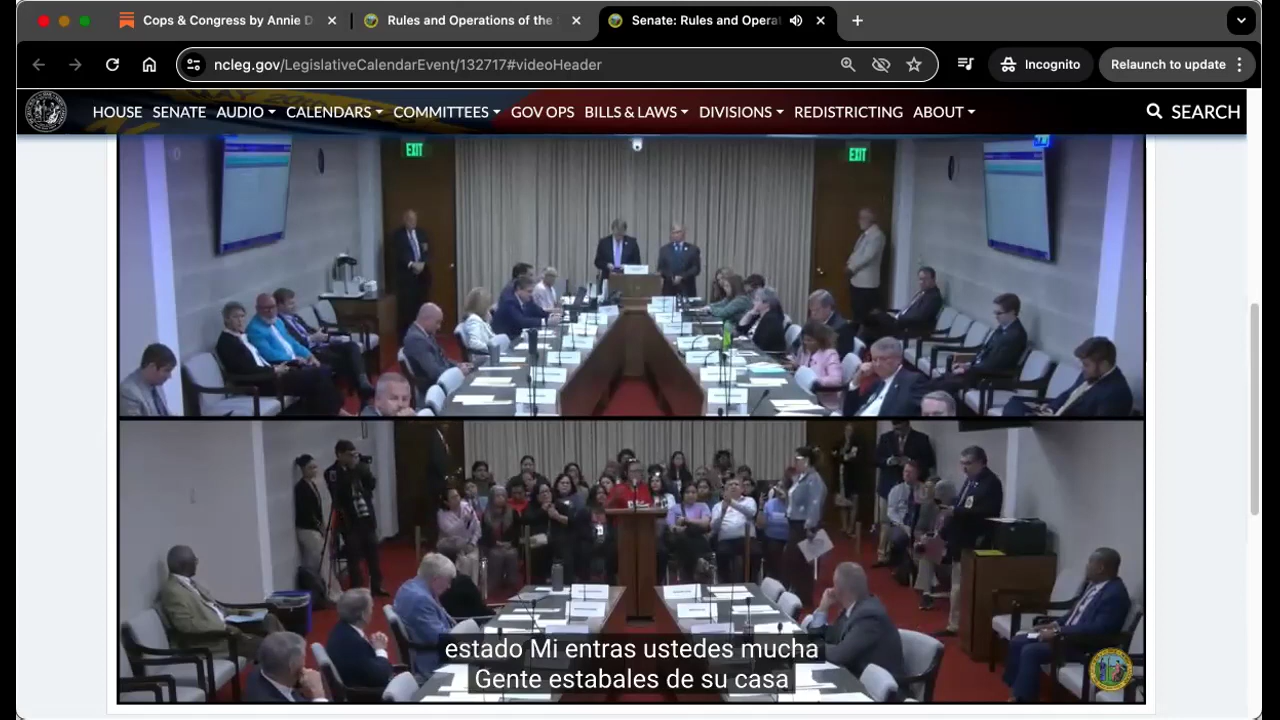 Cops & Congress by Annie D
Rules and Operations of the
Senate: Rules and Opera
ncleg.gov/LegislativeCalendarEvent/132717#videoHeader
Incognito
Relaunch to update
HOUSE SENATE AUDIO CALENDARS COMMITTEES GOV OPS BILLS & LAWS DIVISIONS REDISTRICTING ABOUT SEARCH
EXIT
EXIT
estado Mi entras ustedes mucha
Gente estabales de su casa